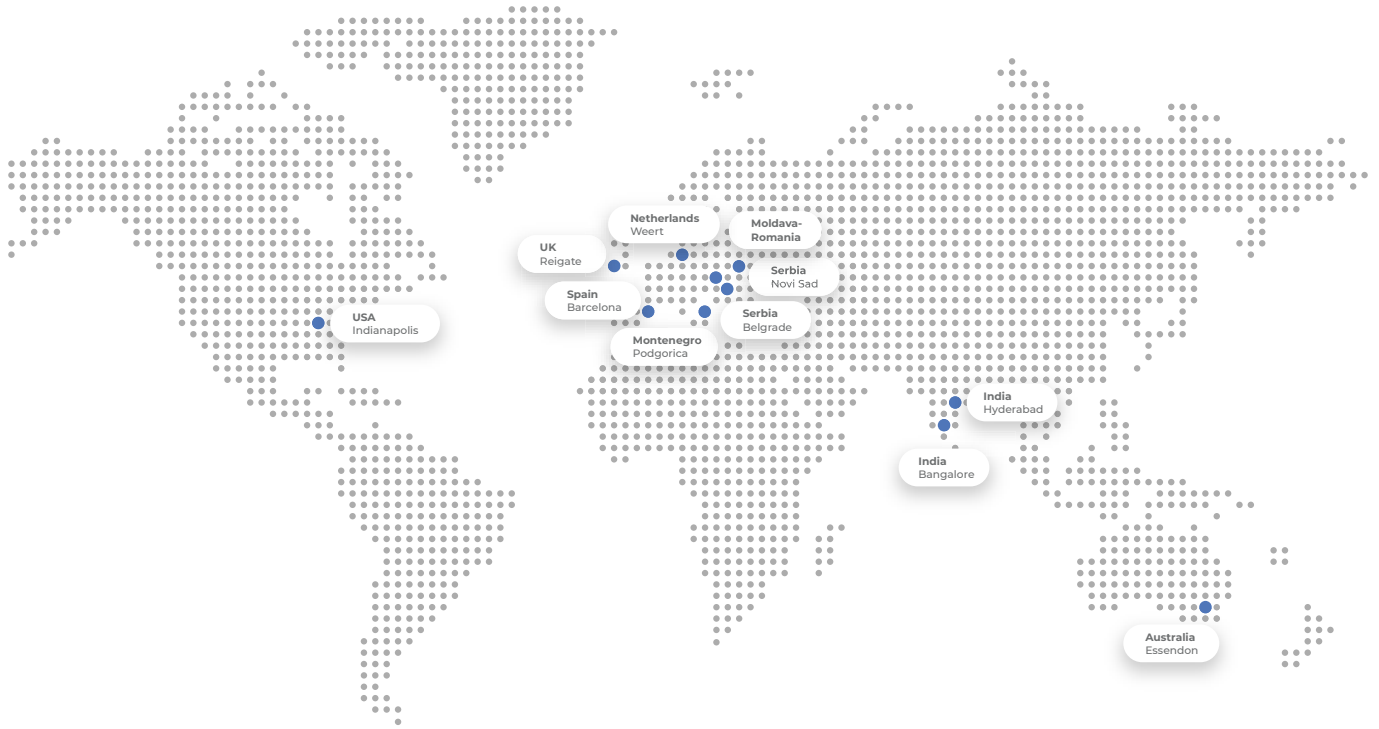 Netherlands
Weert
Moldava-
Romania
UK
Reigate
Serbia
Novi Sad
Spain
Barcelona
USA
Indianapolis
Serbia
Belgrade
Montenegro
Podgorica
India
Hyderabad
India
Bangalore
Australia
Essendon